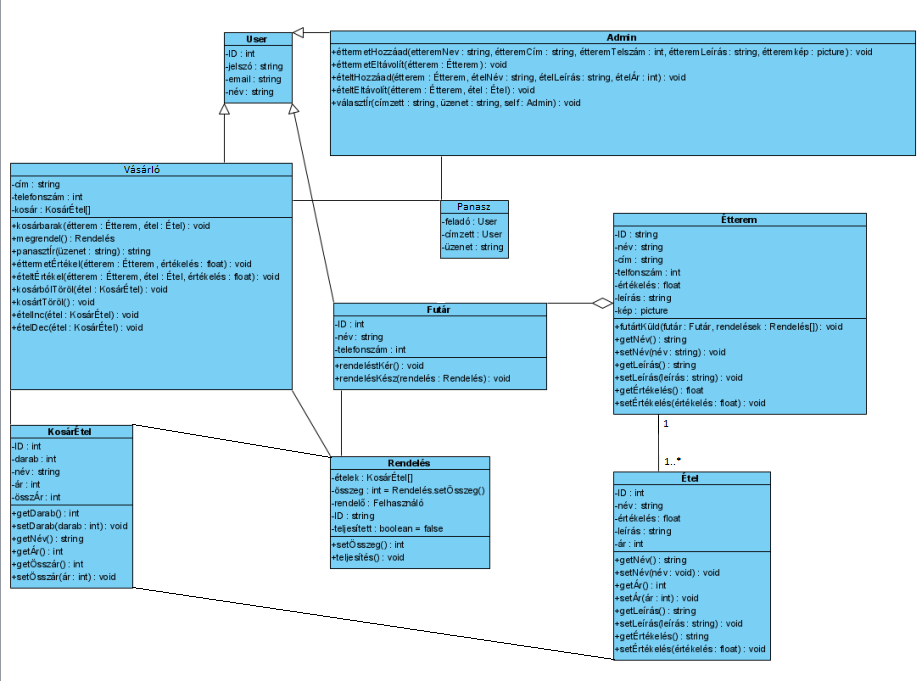 User
-ID : int
-jelszó : string
-email : string
-név : string
Admin
+éttermetHozzáad(étteremNev : string, étteremCím : string, étteremTelszám : int, étteremLeírás : string, étteremkép : picture) : void
+éttermetEltávolít(étterem : Étterem) : void
+ételtHozzáad(étterem : Étterem, ételNév : string, ételLeírás : string, ételÁr : int) : void
+ételtEltávolít(étterem : Étterem, étel : Étel) : void
+választÍr(címzett : string, üzenet : string, self : Admin) : void
Vásárló
-cím : string
-telefonszám : int
-kosár : KosárÉtel[]
+kosárbarak(étterem : Étterem, étel : Étel) : void
+megrendel() : Rendelés
+panasztÍr(üzenet : string) : string
+éttermetÉrtékel(étterem : Étterem, értékelés : float) : void
+ételtÉrtékel(étterem : Étterem, étel : Étel, értékelés : float) : void
+kosárbólTöröl(étel : KosárÉtel) : void
+kosártTöröl() : void
+ételInc(étel : KosárÉtel) : void
+ételDec(étel : KosárÉtel) : void
Panasz
-feladó : User
-címzett : User
-üzenet : string
Étterem
-ID : string
-név : string
-cím : string
-telfonszám : int
-értékelés : float
-leírás : string
-kép : picture
+futártKüld(futár : Futár, rendelések : Rendelés[]) : void
+getNév() : string
+setNév(név : string) : void
+getLeírás() : string
+setLeírás(leírás : string) : void
+getÉrtékelés() : float
+setÉrtékelés(értékelés : float) : void
Futár
-ID : int
-név : string
-telefonszám : int
+rendeléstKér() : void
+rendelésKész(rendelés : Rendelés) : void
1
1..*
KosárÉtel
-ID : int
-darab : int
-név : string
-ár : int
-összÁr : int
+getDarab() : int
+setDarab(darab : int) : void
+getNév() : string
+getÁr() : int
+getÖsszár() : int
+setÖsszár(ár : int) : void
Rendelés
-ételek : KosárÉtel[]
-összeg : int = Rendelés.setÖsszeg()
-rendelő : Felhasználó
-ID : string
-teljesített : boolean = false
+setÖsszeg() : int
+teljesítés() : void
Étel
-ID : int
-név : string
-értékelés : float
-leírás : string
-ár : int
+getNév() : string
+setNév(név : void) : void
+getÁr() : int
+setÁr(ár : int) : void
+getLeírás() : string
+setLeírás(leírás : string) : void
+getÉrtékelés() : string
+setÉrtékelés(értékelés : float) : void